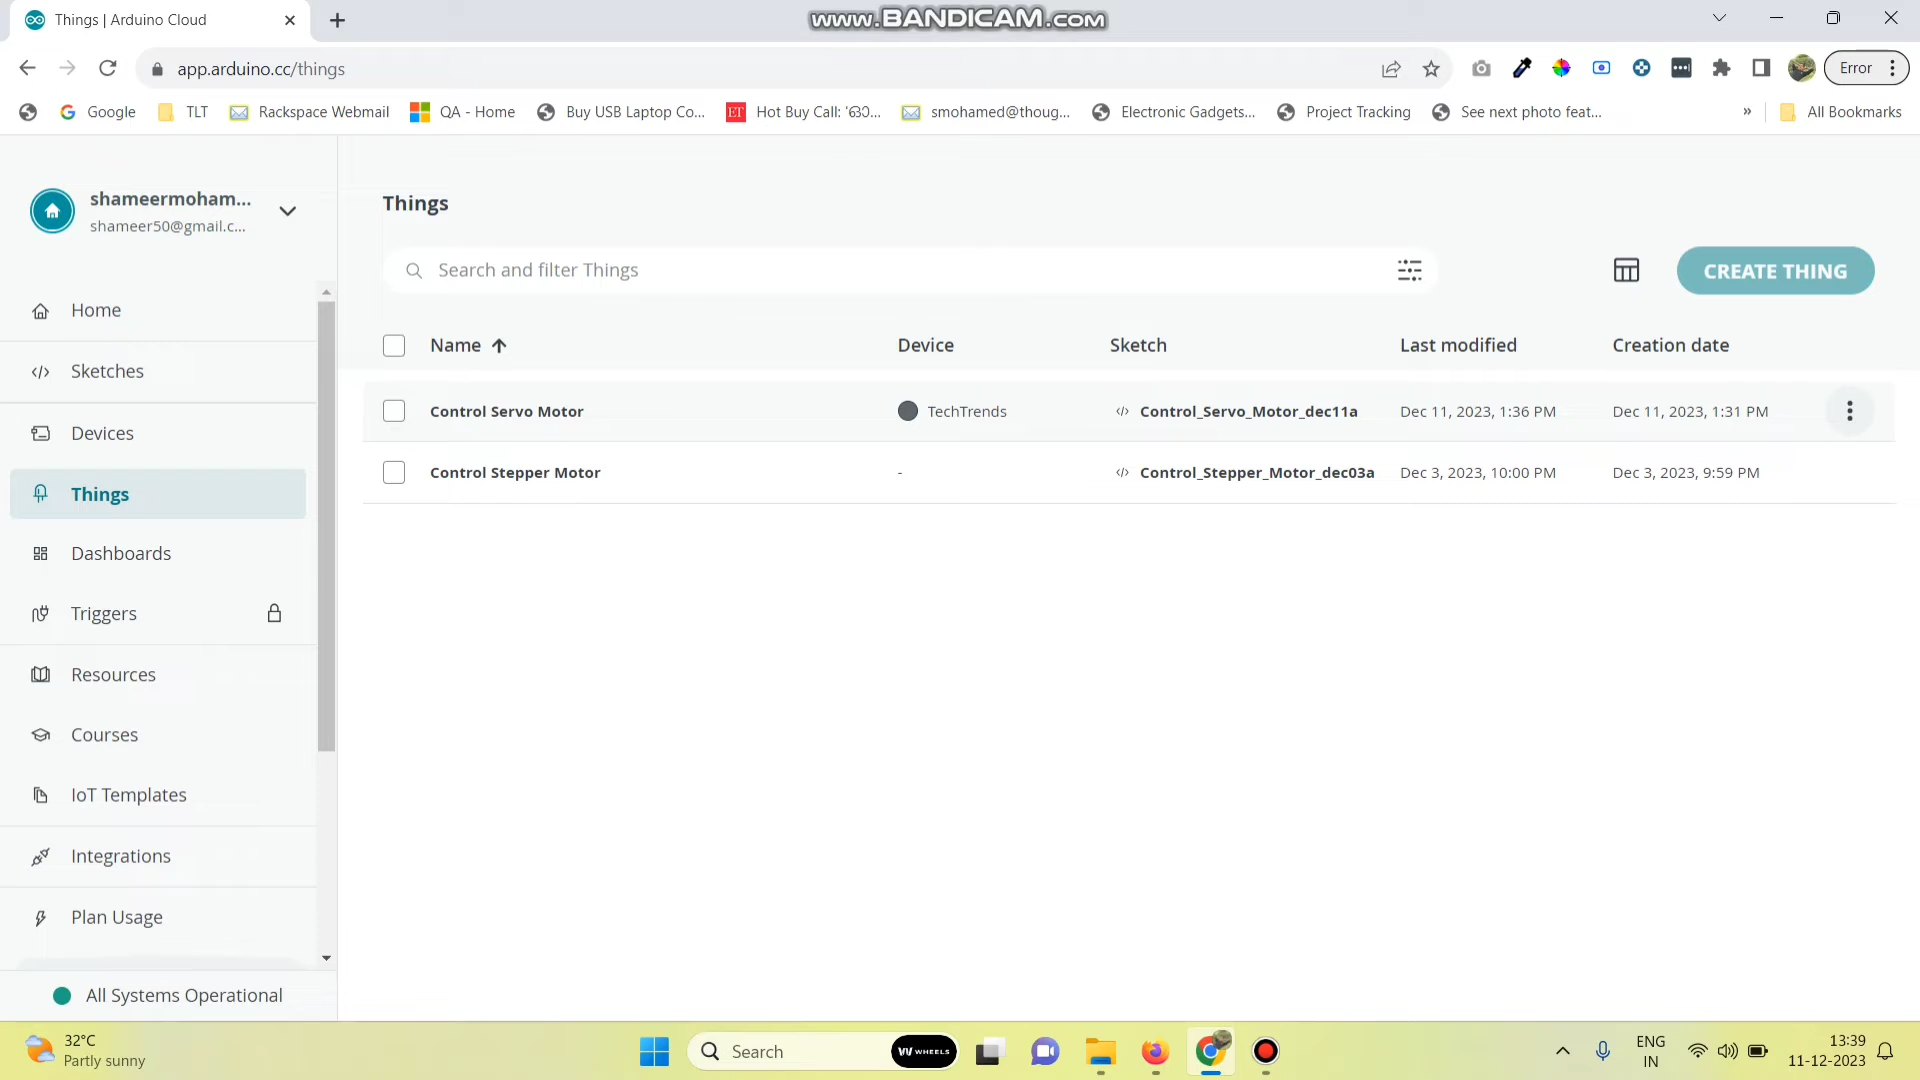 Things | Arduino Cloud
www.BANDICAM.com
app.arduino.cc/things
Error
Google
TLT
Rackspace Webmail
QA - Home
Buy USB Laptop Co...
ET
smohamed@thoug...
Electronic Gadgets...
Project Tracking
See next photo feat...
»
All Bookmarks
shameermoham...
shameer50@gmail.c...
Home
Sketches
Devices
Things
Dashboards
Triggers
Resources
Courses
IoT Templates
Integrations
Plan Usage
All Systems Operational
Things
Search and filter Things
CREATE THING
Name Device Sketch Last modified Creation date
Control Servo Motor TechTrends </> Control_Servo_Motor_dec11a Dec 11, 2023, 1:36 PM Dec 11, 2023, 1:31 PM
Control Stepper Motor - </> Control_Stepper_Motor_dec03a Dec 3, 2023, 10:00 PM Dec 3, 2023, 9:59 PM
32°C
Partly sunny
Search
WHEELS
ENG
IN
13:39
11-12-2023